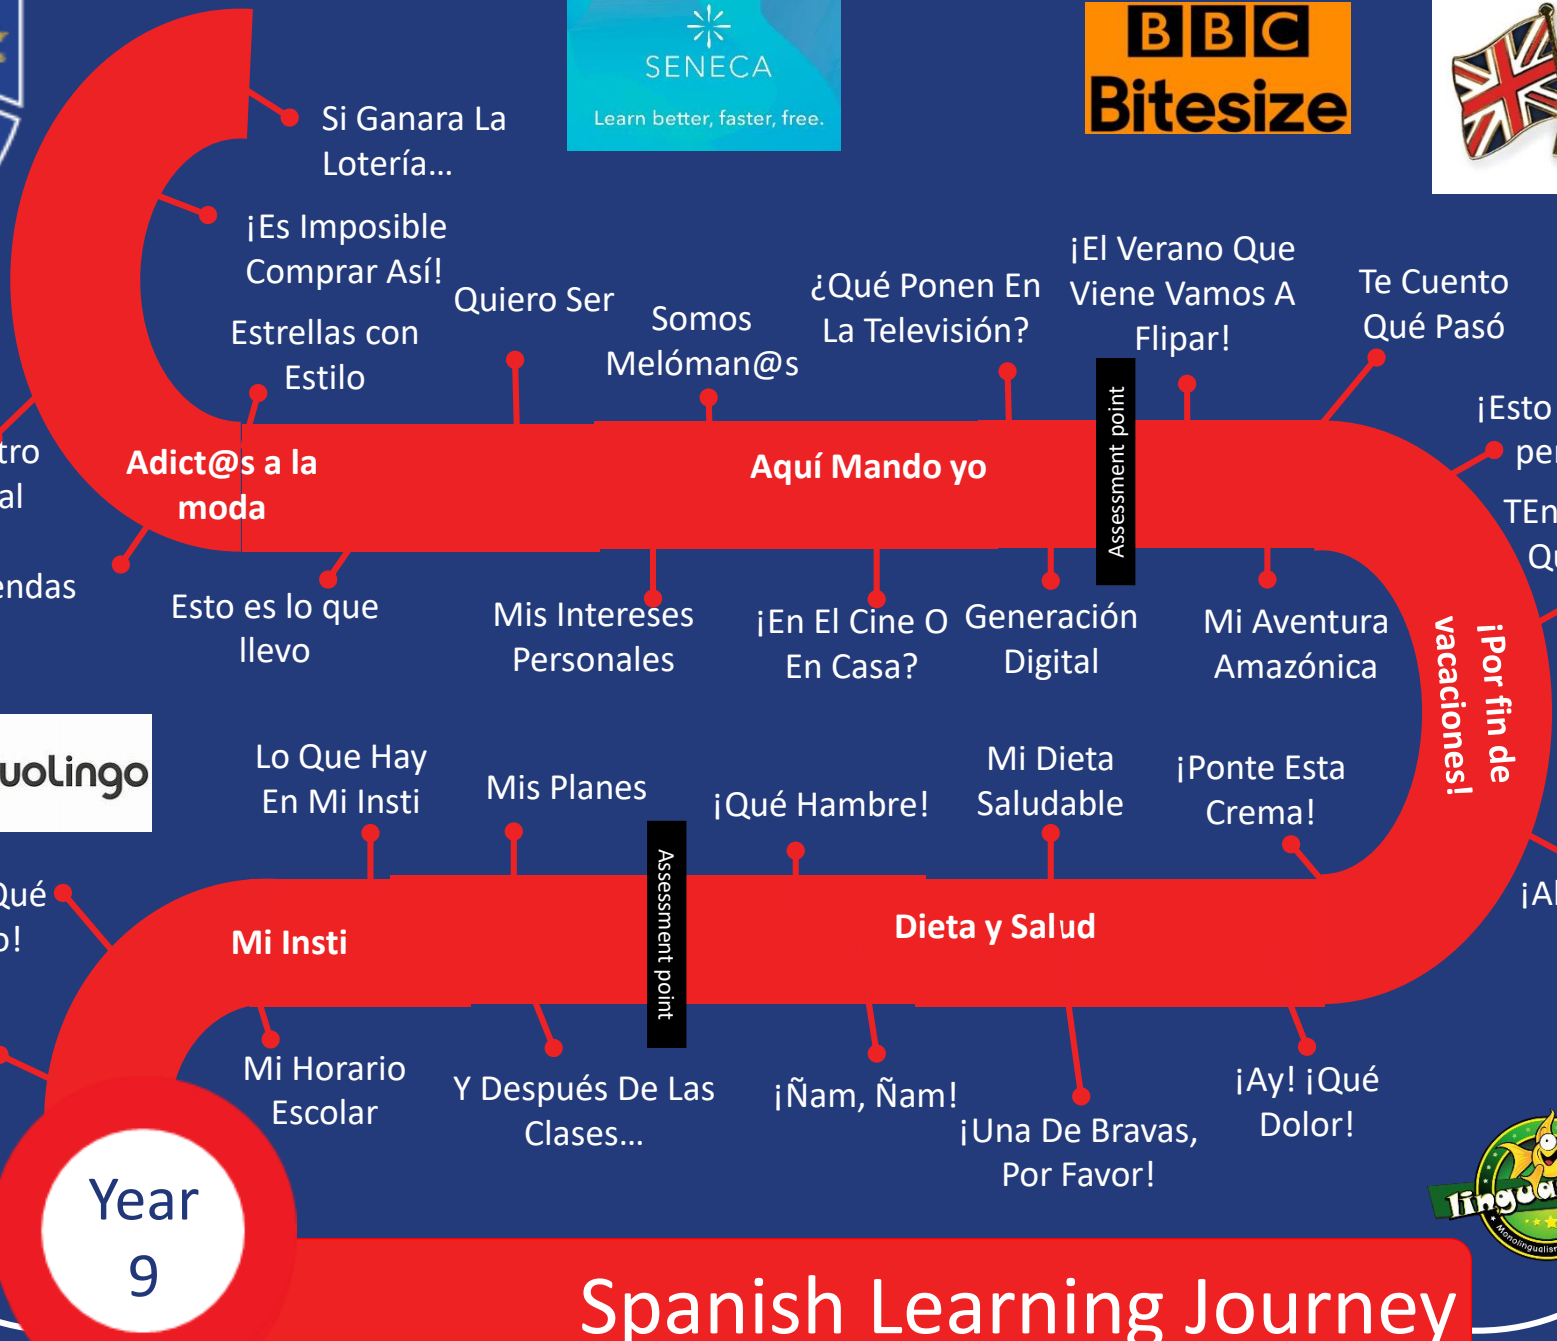 SENECA
Learn better, faster, free.
BBC
Bitesize
Si Ganara La
Lotería...
¡Es Imposible
Comprar Así!
Estrellas con
Estilo
Quiero Ser
Somos
Melóman@s
¿Qué Ponen En
La Televisión?
¡El Verano Que
Viene Vamos A
Flipar!
Te Cuento
Qué Pasó
¡Esto
Adict@s a la
moda
Aquí Mando yo
Assessment point
Esto es lo que
llevo
Mis Intereses
Personales
¡En El Cine O
En Casa?
Generación
Digital
Mi Aventura
Amazónica
¡Por fin de
vacaciones!
uolingo
Lo Que Hay
En Mi Insti
Mis Planes
¡Qué Hambre!
Mi Dieta
Saludable
¡Ponte Esta
Crema!
Qué
Mi Insti
Assessment point
Dieta y Salud
Mi Horario
Escolar
Y Después De Las
Clases...
¡Ñam, Ñam!
¡Una De Bravas,
Por Favor!
¡Ay! ¡Qué
Dolor!
Year
9
Spanish Learning Journey